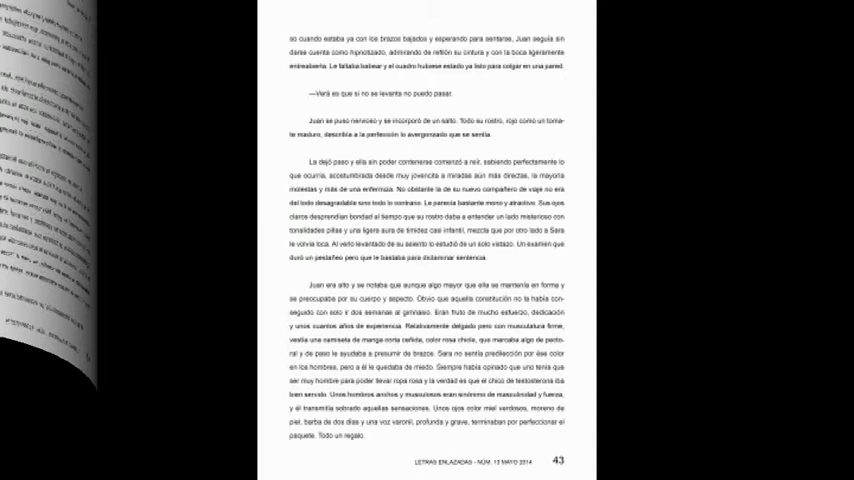 so cuando estaba ya con los brazos bajados y esperando para sentarse, Juan seguía sin
darse cuenta como hipnotizado, admirando de refilón su cintura y con la boca ligeramente
entreabierta. Le faltaba babear y el cuadro hubiese estado ya listo para colgar en una pared.
—Verá es que si no se levanta no puedo pasar.
Juan se puso nervioso y se incorporó de un salto. Todo su rostro, rojo como un toma-
te maduro, describía a la perfección lo avergonzado que se sentía.
La dejó paso y ella sin poder contenerse comenzó a reír, sabiendo perfectamente lo
que ocurría, acostumbrada desde muy jovencita a miradas aún más directas, la mayoría
molestas y más de una enfermiza. No obstante la de su nuevo compañero de viaje no era
del todo desagradable sino todo lo contrario. Le parecía bastante mono y atractivo. Sus ojos
claros desprendían bondad al tiempo que su rostro daba a entender un lado misterioso con
tonalidades pillas y una ligera aura de timidez casi infantil, mezcla que por otro lado a Sara
le volvía loca. Al verlo levantado de su asiento lo estudió de un solo vistazo. Un examen que
duró un pestañeo pero que le bastaba para dictaminar sentencia.
Juan era alto y se notaba que aunque algo mayor que ella se mantenía en forma y
se preocupaba por su cuerpo y aspecto. Obvio que aquella constitución no la había con-
seguido con solo ir dos semanas al gimnasio. Eran fruto de mucho esfuerzo, dedicación
y unos cuantos años de experiencia. Relativamente delgado pero con musculatura firme,
vestía una camiseta de manga corta ceñida, color rosa chicle, que marcaba algo de pecto-
ral y de paso le ayudaba a presumir de brazos. Sara no sentía predilección por ése color
en los hombres, pero a él le quedaba de miedo. Siempre había opinado que uno tenía que
ser muy hombre para poder llevar ropa rosa y la verdad es que el chico de testosterona iba
bien servido. Unos hombros anchos y musculosos eran sinónimo de masculinidad y fuerza,
y él transmitía sobrado aquellas sensaciones. Unos ojos color miel verdosos, moreno de
piel, barba de dos días y una voz varonil, profunda y grave, terminaban por perfeccionar el
paquete. Todo un regalo.
LETRAS ENLAZADAS - NÚM. 13 MAYO 2014 43